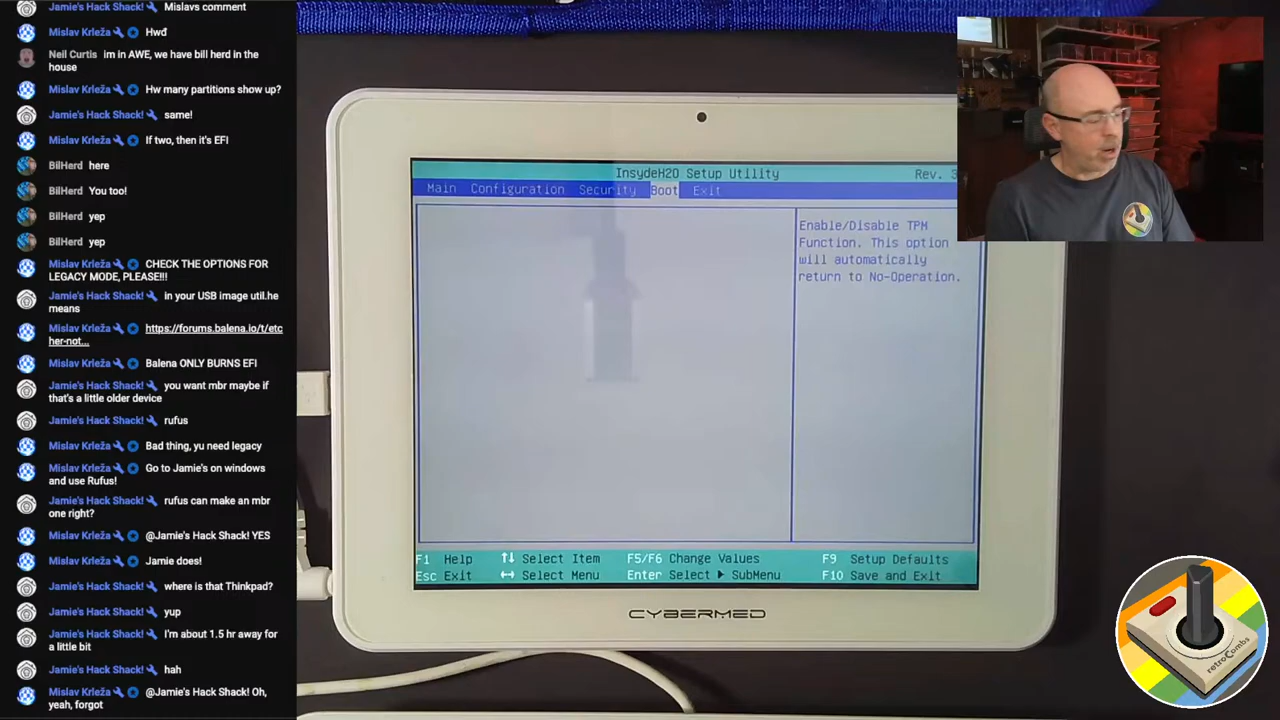 Jamie's Hack Shack! Mislavs comment
Mislav Krleža Hwđ
Neil Curtis im in AWE, we have bill herd in the
house
Mislav Krleža Hw many partitions show up?
Jamie's Hack Shack! same!
Mislav Krleža If two, then it's EFI
BilHerd here
BilHerd You too!
BilHerd yep
BilHerd yep
Mislav Krleža CHECK THE OPTIONS FOR
LEGACY MODE, PLEASE!!!
Jamie's Hack Shack! in your USB image util.he
means
Mislav Krleža https://forums.balena.io/t/etc
her-not...
Mislav Krleža Balena ONLY BURNS EFI
Jamie's Hack Shack! you want mbr maybe if
that's a little older device
Jamie's Hack Shack! rufus
Mislav Krleža Bad thing, yu need legacy
Mislav Krleža Go to Jamie's on windows
and use Rufus!
Jamie's Hack Shack! rufus can make an mbr
one right?
Mislav Krleža @Jamie's Hack Shack! YES
Mislav Krleža Jamie does!
Jamie's Hack Shack! where is that Thinkpad?
Jamie's Hack Shack! yup
Jamie's Hack Shack! I'm about 1.5 hr away for
a little bit
Jamie's Hack Shack! hah
Mislav Krleža @Jamie's Hack Shack! Oh,
yeah, forgot
InsydeH2O Setup Utility Rev. 3
Main Configuration Security Boot Exit
Enable/Disable TPM
Function. This option
will automatically
return to No-Operation.
F1 Help ↑↓ Select Item F5/F6 Change Values F9 Setup Defaults
Esc Exit ↔ Select Menu Enter Select ▶ SubMenu F10 Save and Exit
CYBERMED
retroCombs